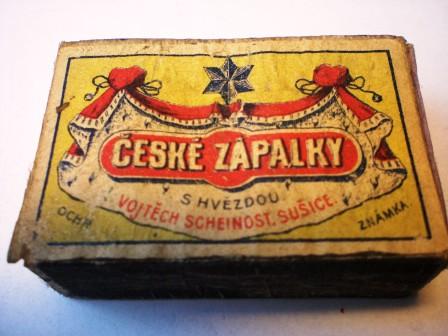 ČESKÉ ZÁPALKY
S HVĚZDOU
VOJTĚCH SCHEINOST. SUŠICE.
OCHR. ZNÁMKA.